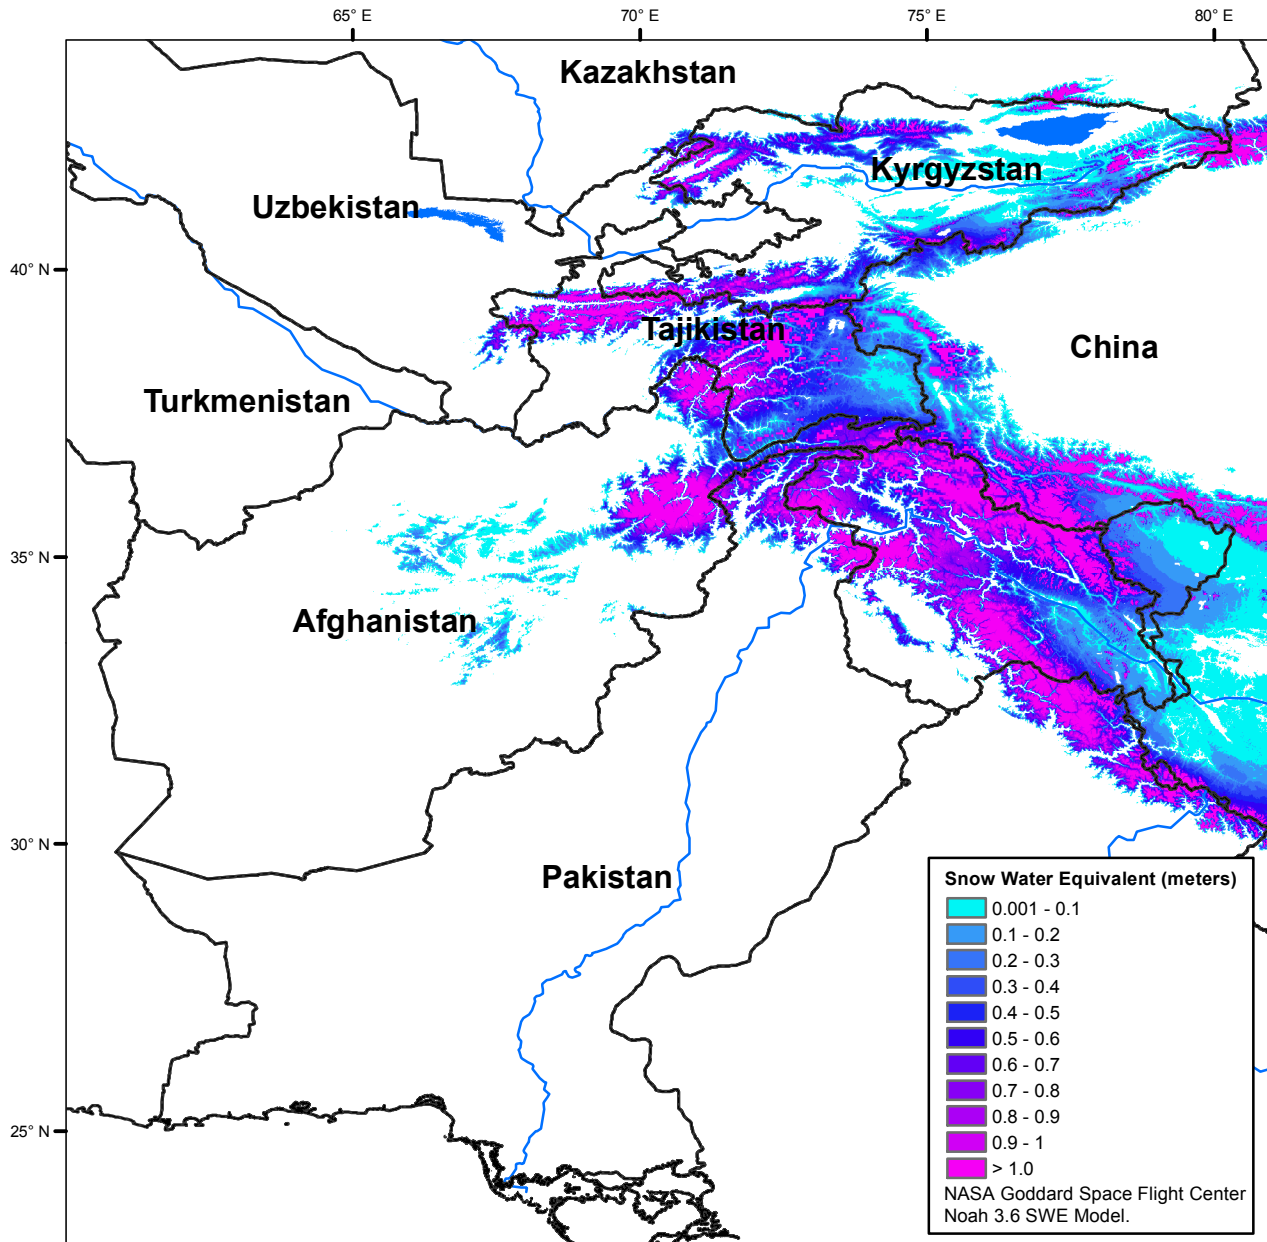 65° E
70° E
75° E
80° E
Kazakhstan
Kyrgyzstan
Uzbekistan
40° N
Tajikistan
China
Turkmenistan
35° N
Afghanistan
30° N
Pakistan
Snow Water Equivalent (meters)
0.001 - 0.1
0.1 - 0.2
0.2 - 0.3
0.3 - 0.4
0.4 - 0.5
0.5 - 0.6
0.6 - 0.7
0.7 - 0.8
0.8 - 0.9
0.9 - 1
> 1.0
25° N
NASA Goddard Space Flight Center
Noah 3.6 SWE Model.